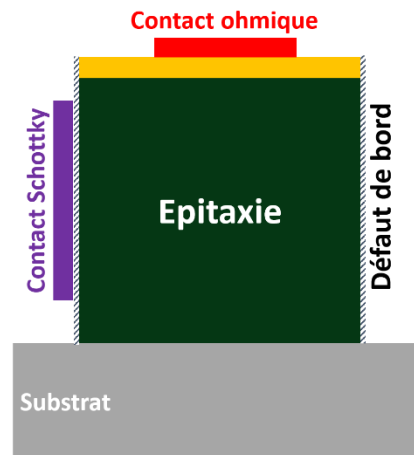 Contact ohmique
Contact Schottky
Epitaxie
Défaut de bord
Substrat